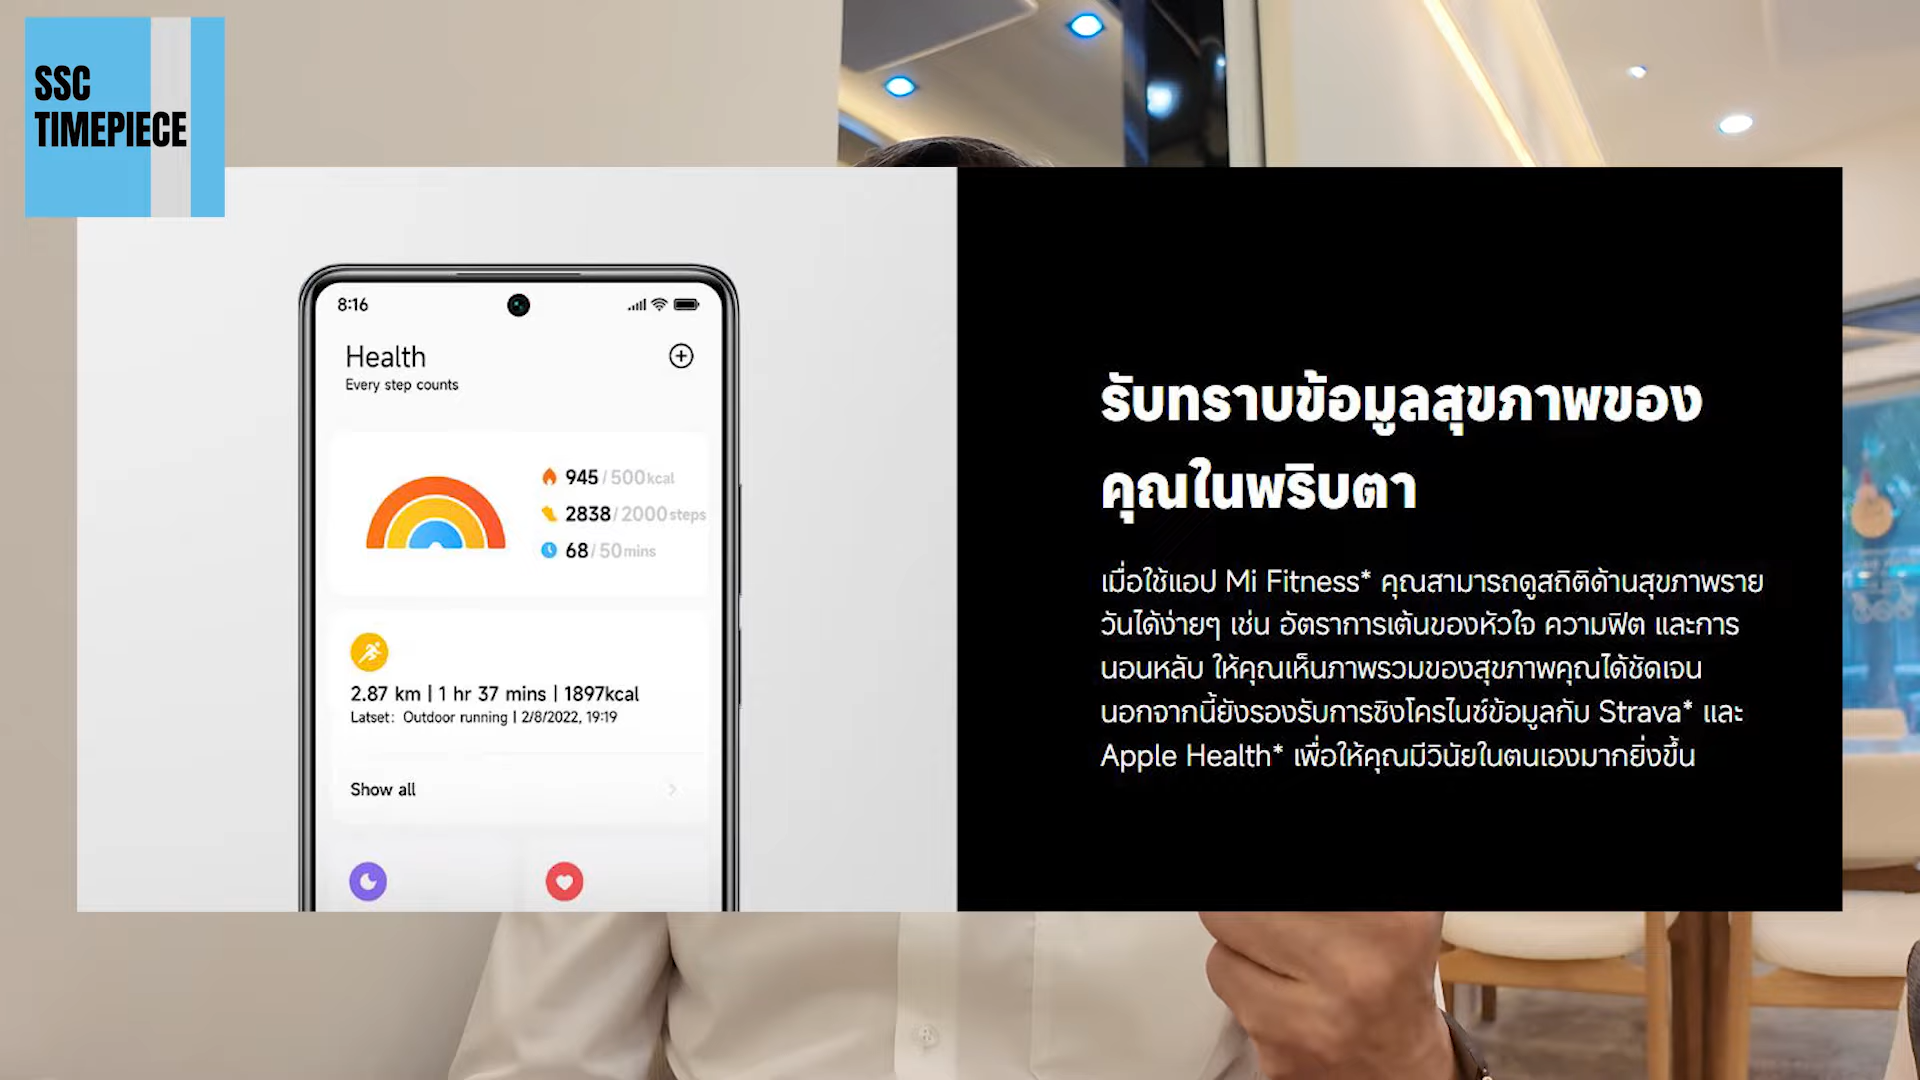 SSC
TIMEPIECE
8:16
Health
Every step counts
945/500kcal
2838/2000steps
68/50mins
2.87 km | 1 hr 37 mins | 1897kcal
Latset: Outdoor running | 2/8/2022, 19:19
Show all
รับทราบข้อมูลสุขภาพของ
คุณในพริบตา
เมื่อใช้แอป Mi Fitness* คุณสามารถดูสถิติด้านสุขภาพราย
วันได้ง่ายๆ เช่น อัตราการเต้นของหัวใจ ความฟิต และการ
นอนหลับ ให้คุณเห็นภาพรวมของสุขภาพคุณได้ชัดเจน
นอกจากนี้ยังรองรับการซิงโครไนซ์ข้อมูลกับ Strava* และ
Apple Health* เพื่อให้คุณมีวินัยในตนเองมากยิ่งขึ้น